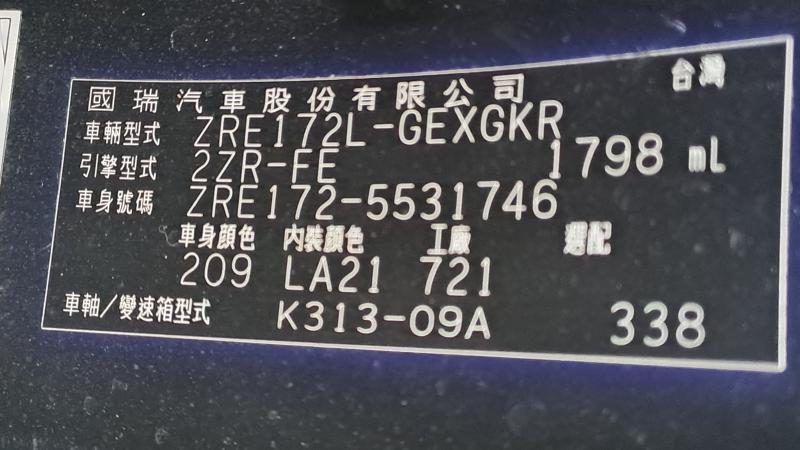 國瑞汽車股份有限公司 台灣
車輛型式 ZRE172L-GEXGKR
引擎型式 2ZR-FE 1798 mL
車身號碼 ZRE172-5531746
車身顏色 內裝顏色 工廠 選配
209 LA21 721
車軸/變速箱型式 K313-09A 338